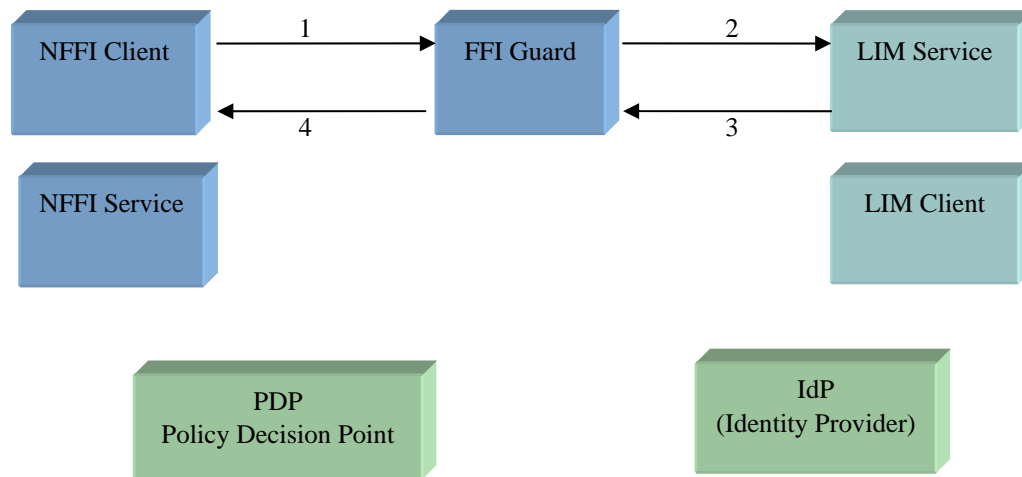 NFFI Client
1
FFI Guard
2
LIM Service
4
3
NFFI Service
LIM Client
PDP
Policy Decision Point
IdP
(Identity Provider)